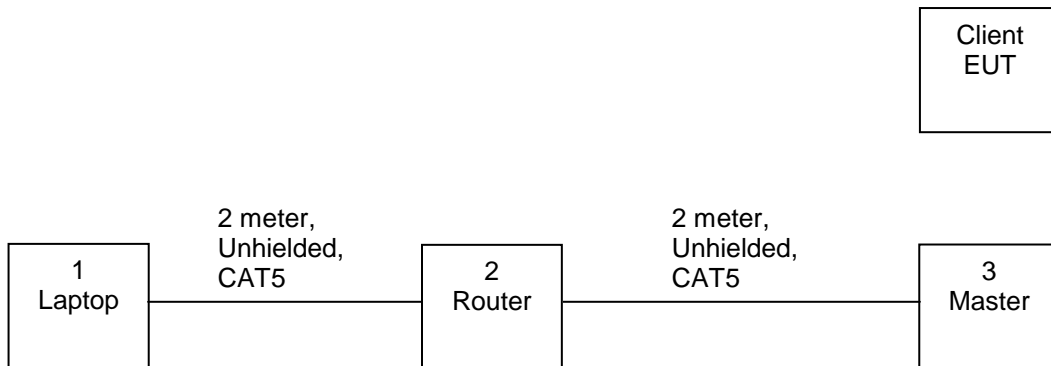 Client
EUT
2 meter,
Unhielded,
CAT5
2 meter,
Unhielded,
CAT5
1
Laptop
2
Router
3
Master